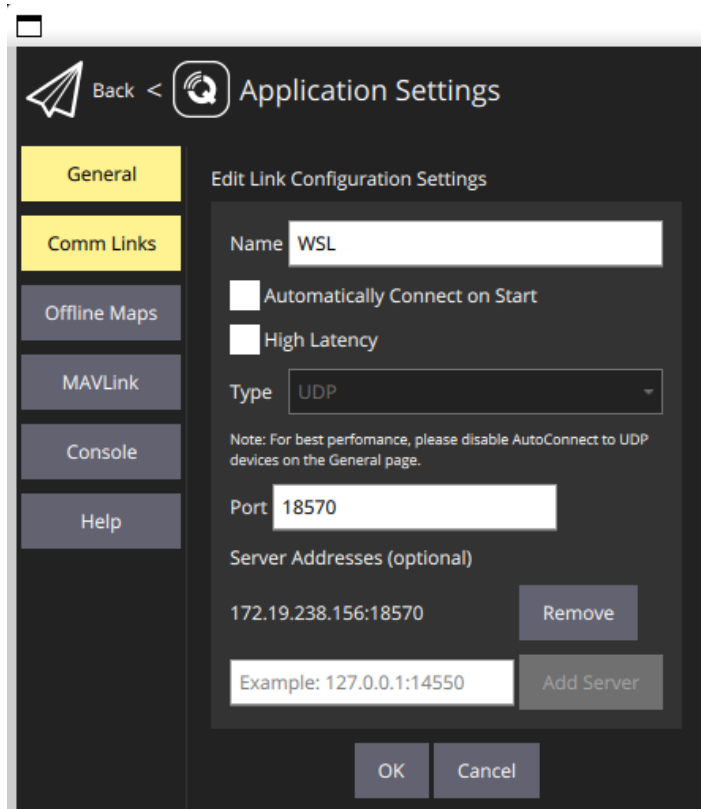 Back < Application Settings
General
Comm Links
Offline Maps
MAVLink
Console
Help
Edit Link Configuration Settings
Name WSL
Automatically Connect on Start
High Latency
Type UDP
Note: For best perfomance, please disable AutoConnect to UDP
devices on the General page.
Port 18570
Server Addresses (optional)
172.19.238.156:18570 Remove
Example: 127.0.0.1:14550 Add Server
OK Cancel